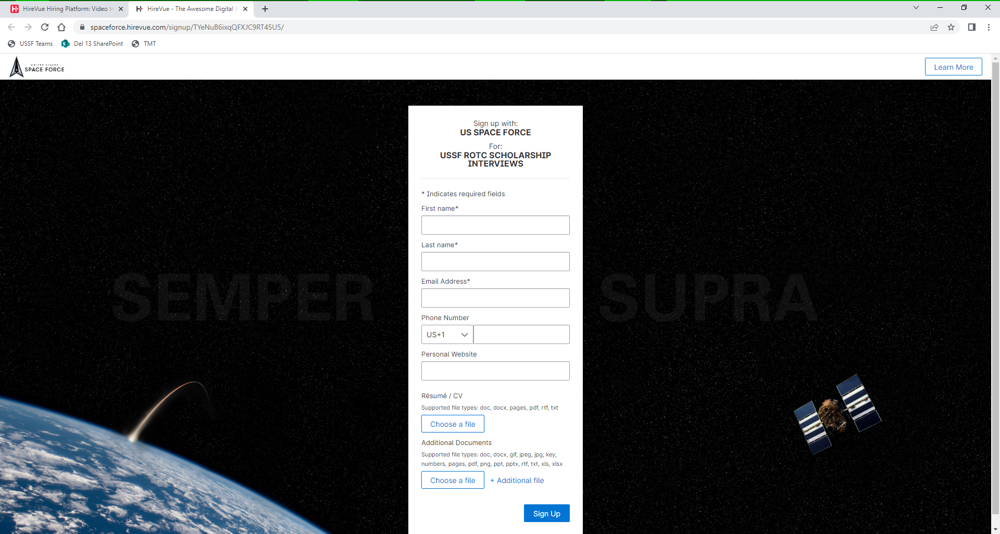 HireVue Hiring Platform: Video In
HireVue - The Awesome Digital I
spaceforce.hirevue.com/signup/TYeNuB6ixqQFXJC9RT45U5/
USSF Teams
Del 13 SharePoint
TMT
UNITED STATES
SPACE FORCE
Learn More
Sign up with:
US SPACE FORCE
For:
USSF ROTC SCHOLARSHIP
INTERVIEWS
* Indicates required fields
First name*
Last name*
SEMPER SUPRA
Email Address*
Phone Number
US+1
Personal Website
Résumé / CV
Supported file types: doc, docx, pages, pdf, rtf, txt
Choose a file
Additional Documents
Supported file types: doc, docx, gif, jpeg, jpg, key,
numbers, pages, pdf, png, ppt, pptx, rtf, txt, xls, xlsx
Choose a file + Additional file
Sign Up